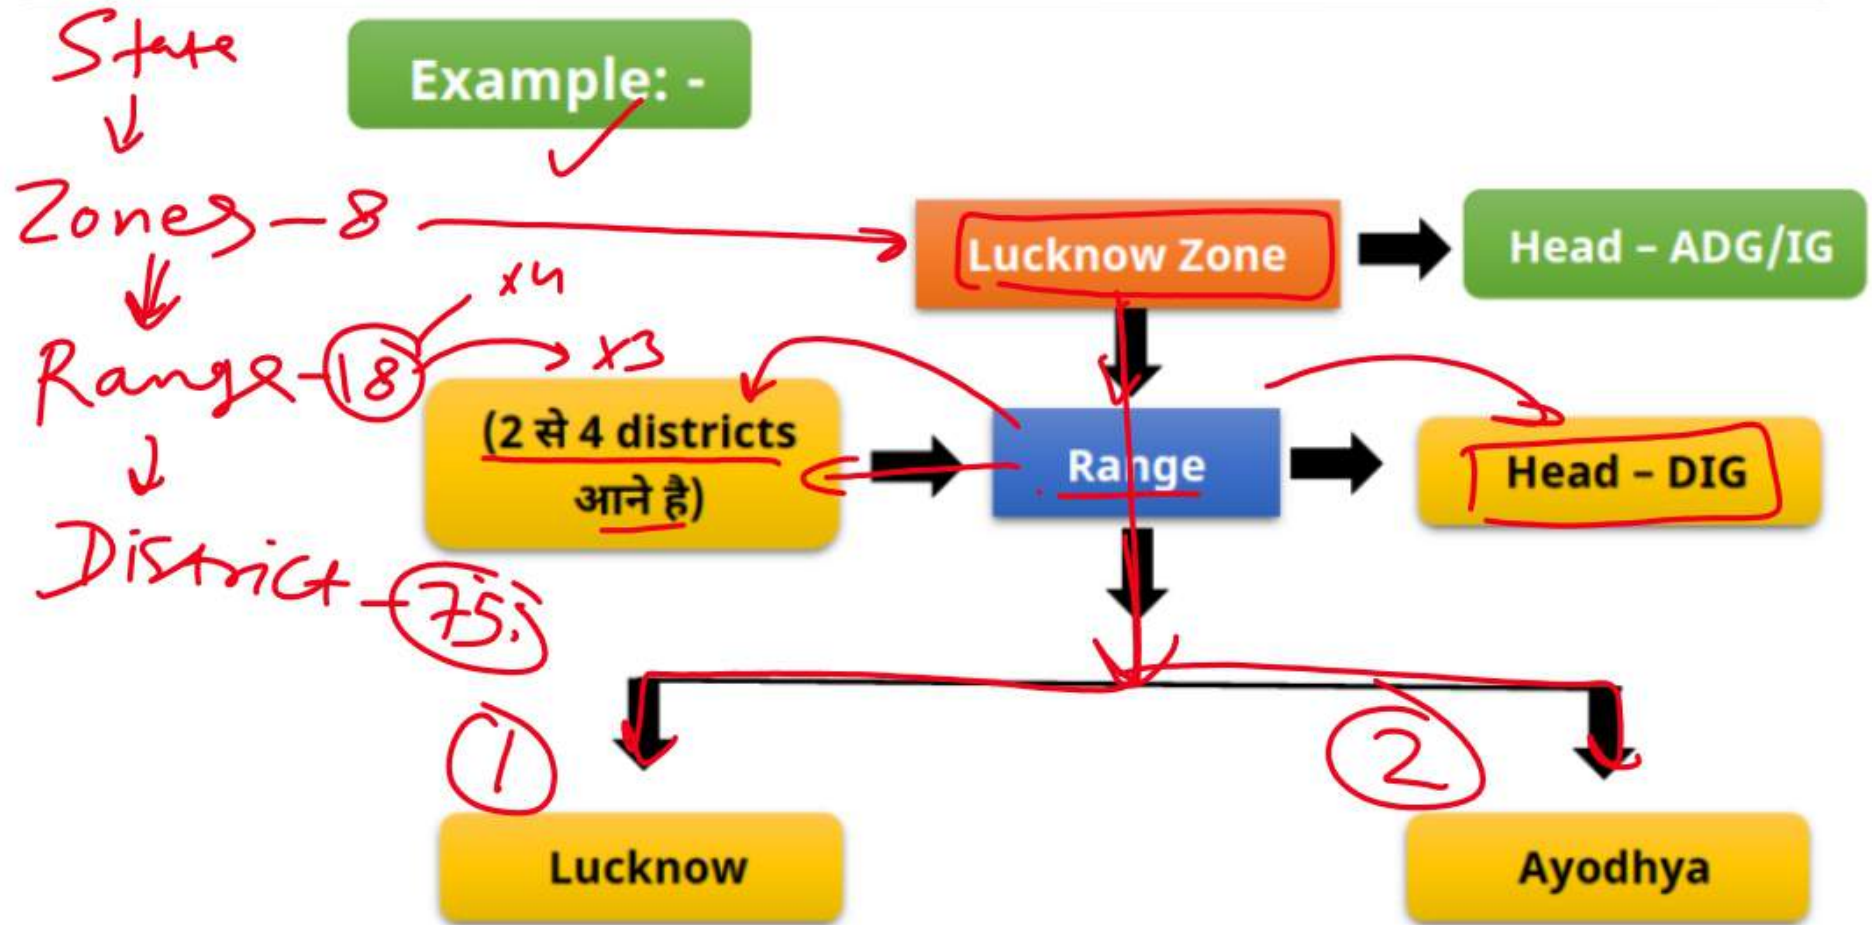 State
Example: -
Zones - 8
Lucknow Zone
Head – ADG/IG
x4
Range - 18
x3
(2 से 4 districts
आने है)
Range
Head – DIG
District - 75
1
2
Lucknow
Ayodhya